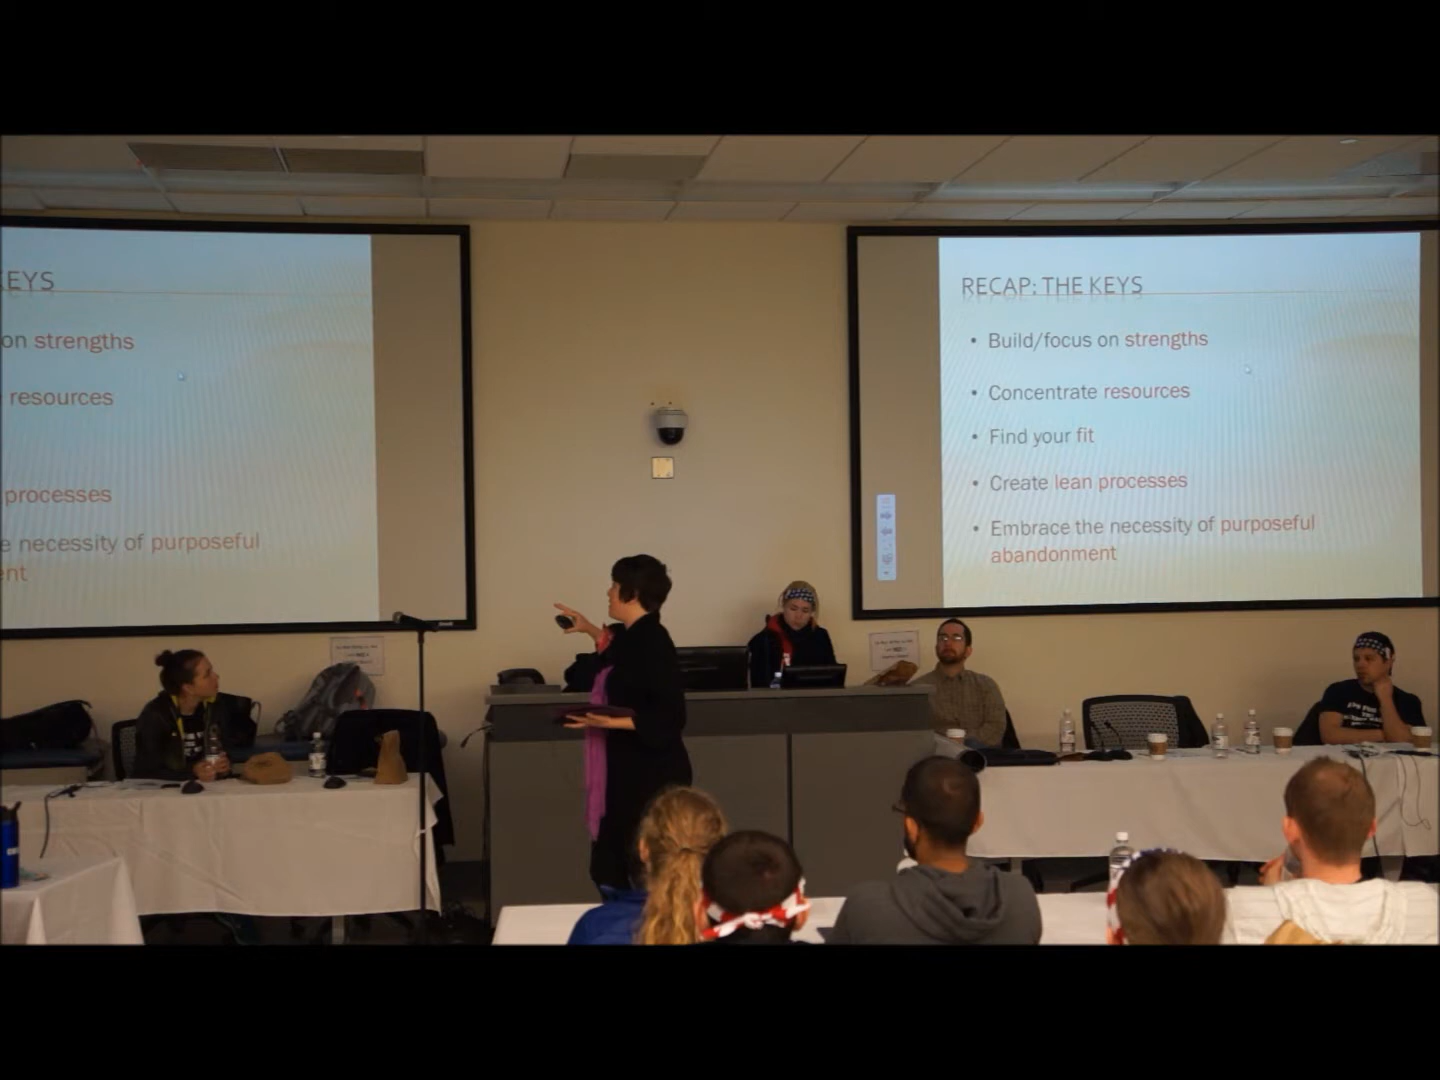 KEYS
on strengths
resources
processes
e necessity of purposeful
ent
RECAP: THE KEYS
• Build/focus on strengths
• Concentrate resources
• Find your fit
• Create lean processes
• Embrace the necessity of purposeful
abandonment